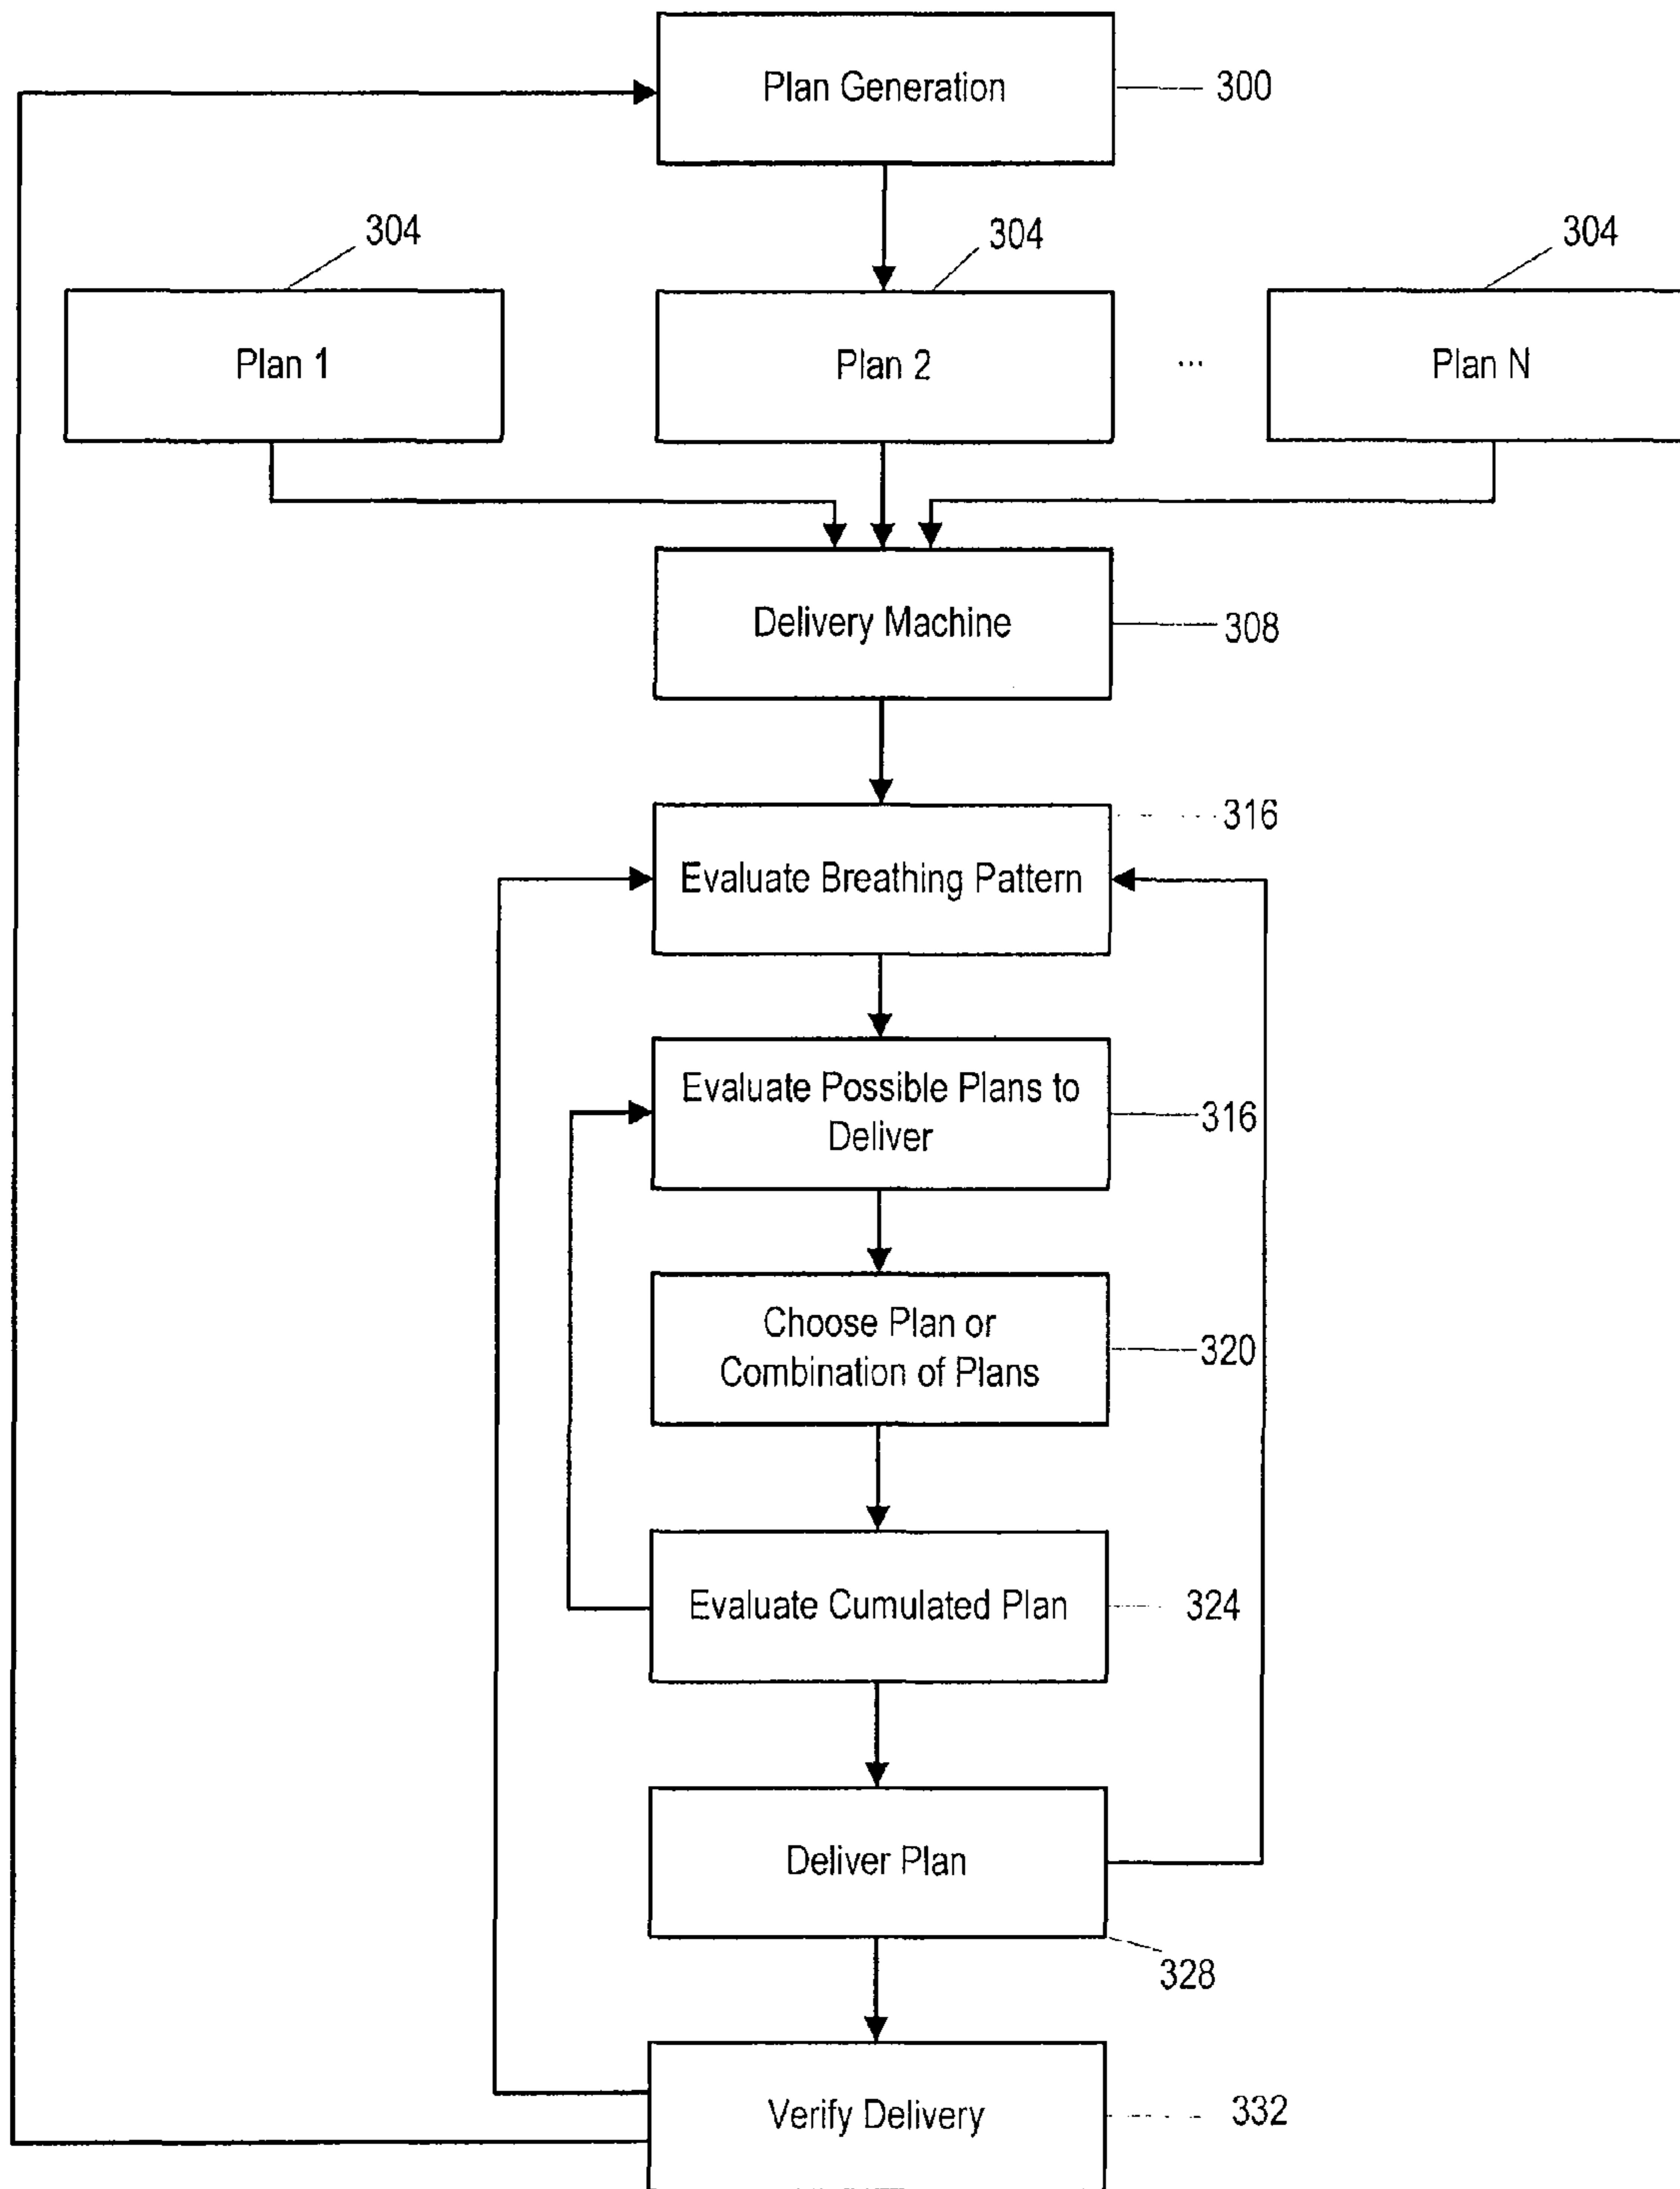 Plan Generation
300
304
304
304
Plan 1
Plan 2
...
Plan N
Delivery Machine
308
316
Evaluate Breathing Pattern
Evaluate Possible Plans to
Deliver
316
Choose Plan or
Combination of Plans
320
Evaluate Cumulated Plan
324
Deliver Plan
328
Verify Delivery
332